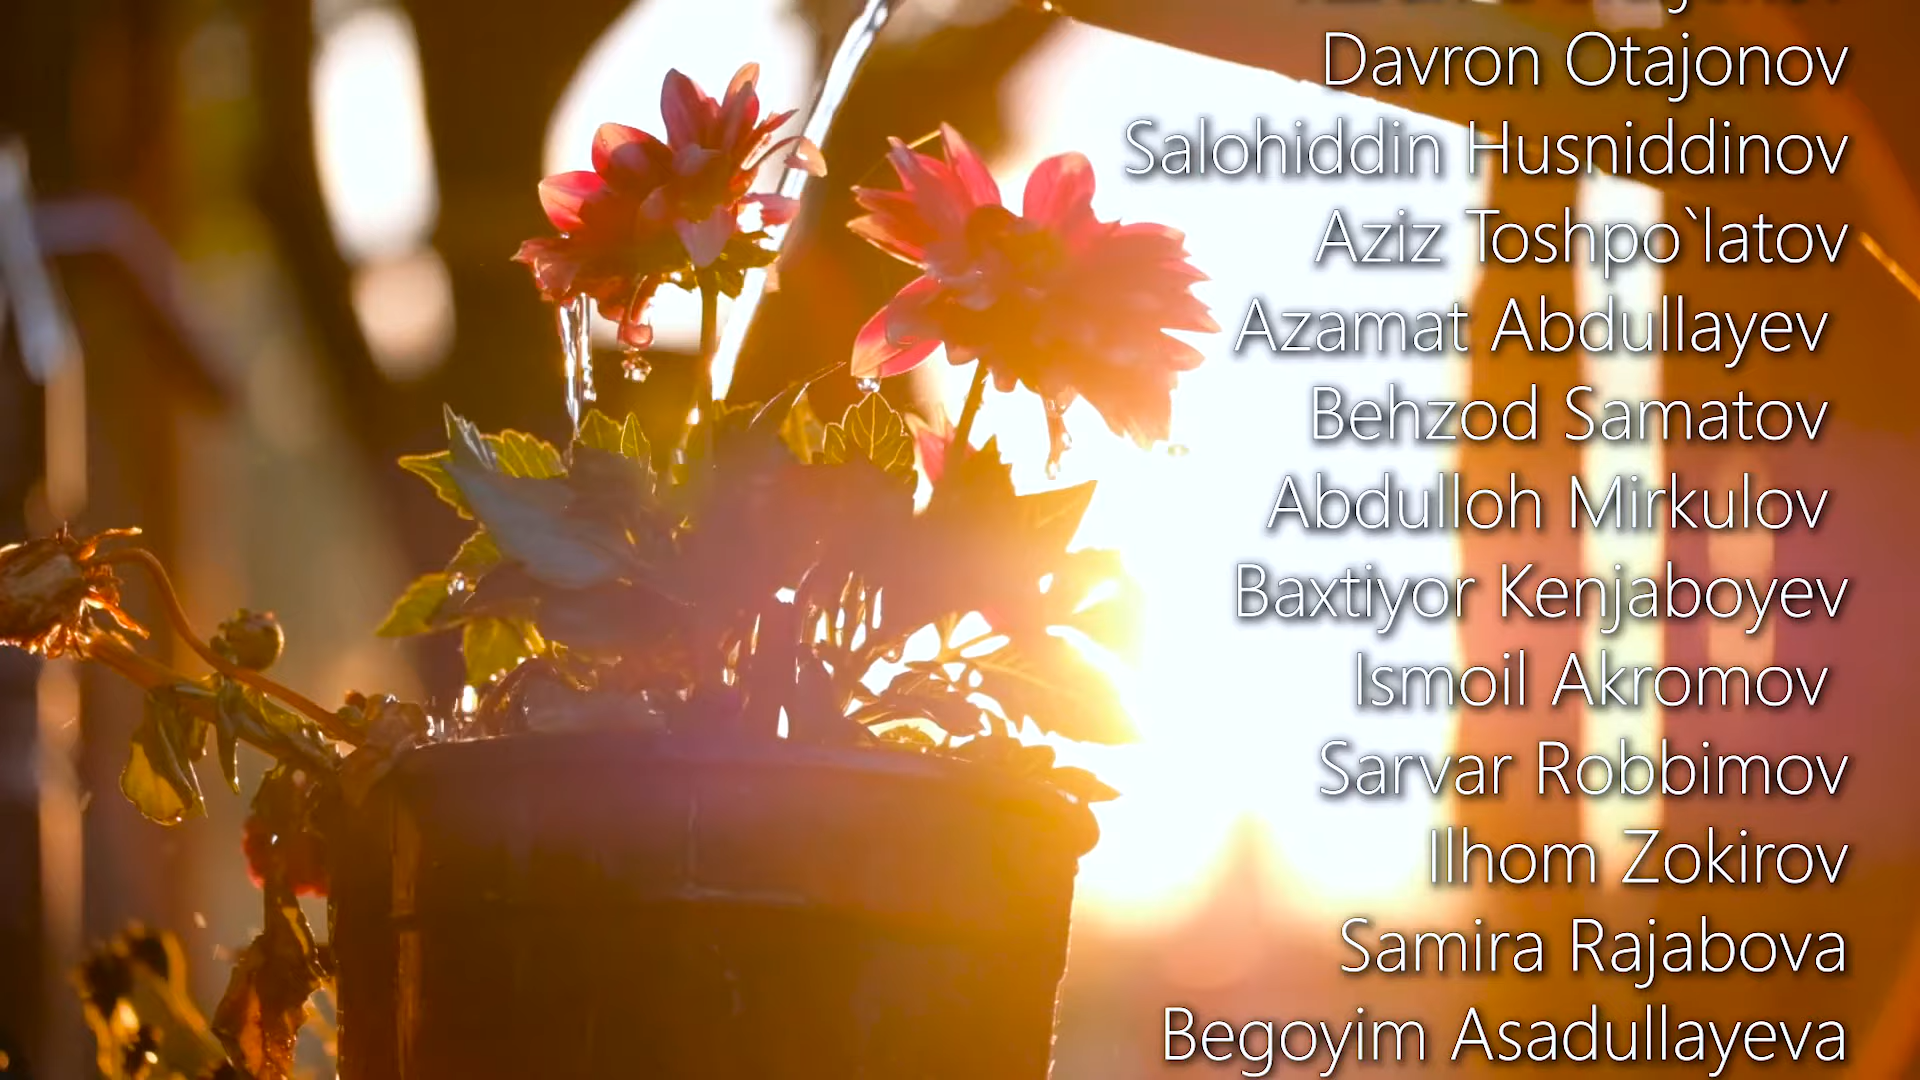 Davron Otajonov
Salohiddin Husniddinov
Aziz Toshpo`latov
Azamat Abdullayev
Behzod Samatov
Abdulloh Mirkulov
Baxtiyor Kenjaboyev
Ismoil Akromov
Sarvar Robbimov
Ilhom Zokirov
Samira Rajabova
Begoyim Asadullayeva